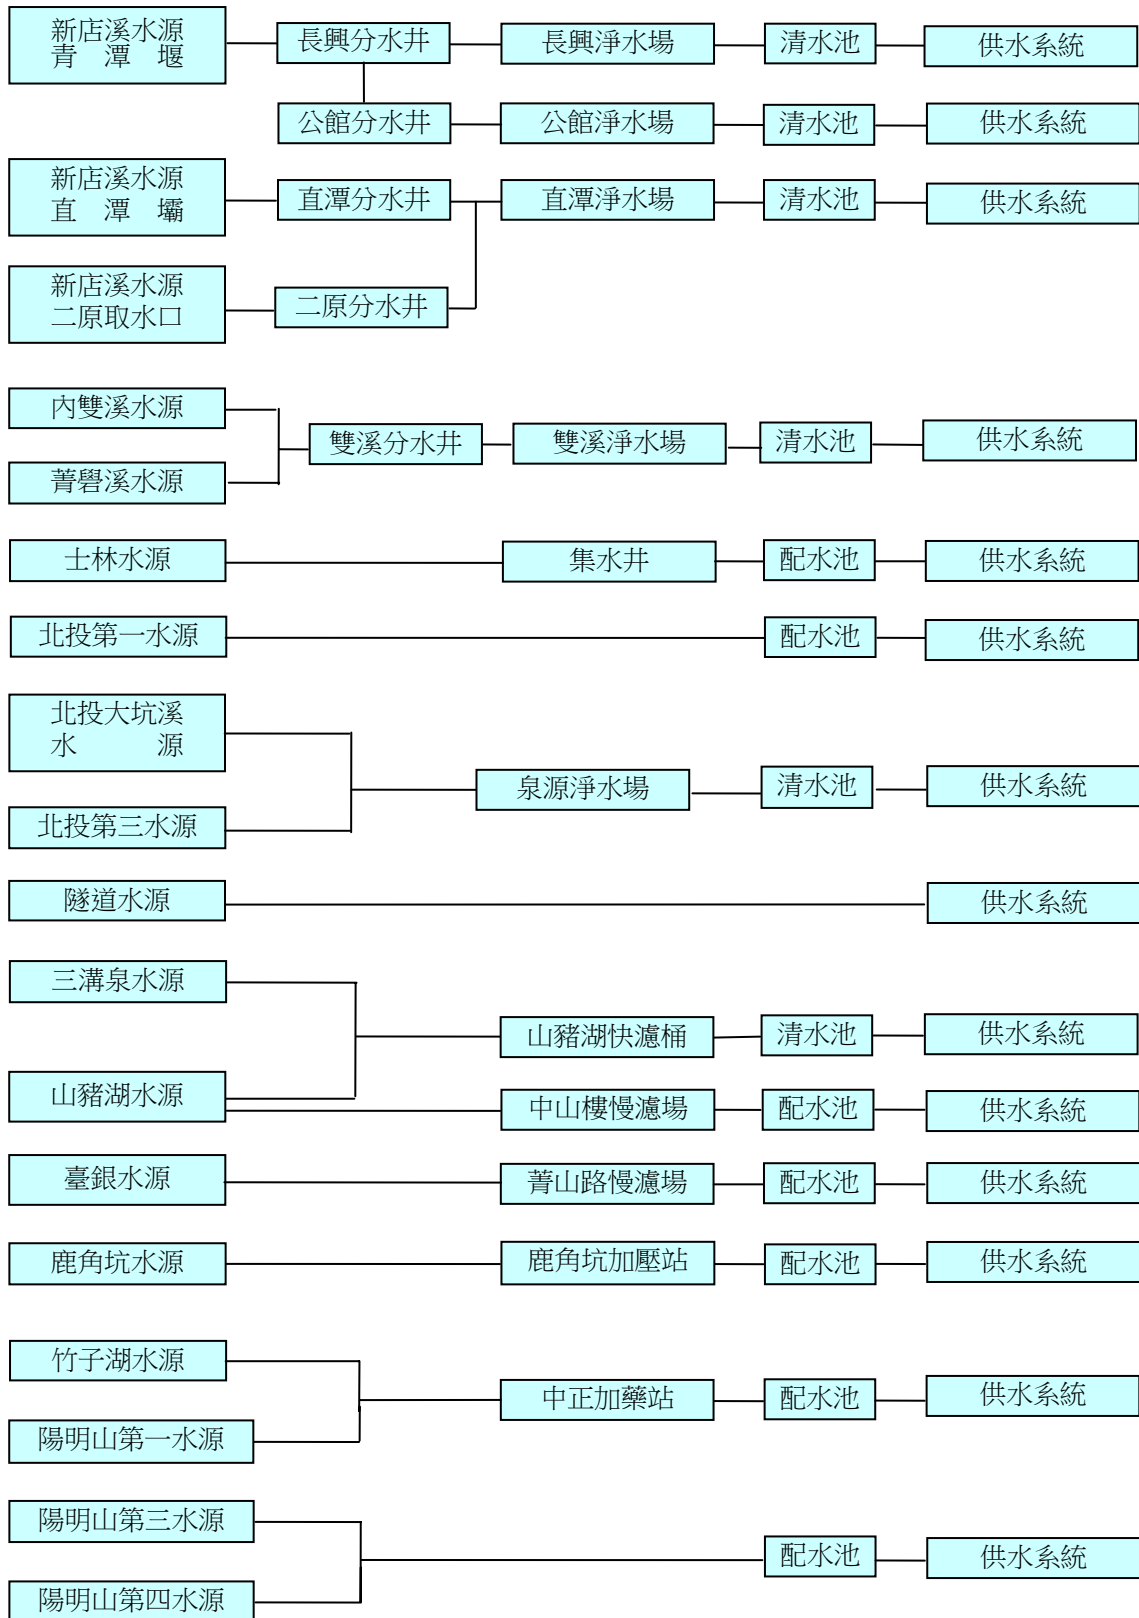 新店溪水源
青　潭　堰
長興分水井
長興淨水場
清水池
供水系統
公館分水井
公館淨水場
清水池
供水系統
新店溪水源
直　潭　壩
直潭分水井
直潭淨水場
清水池
供水系統
新店溪水源
二原取水口
二原分水井
內雙溪水源
菁礐溪水源
雙溪分水井
雙溪淨水場
清水池
供水系統
士林水源
集水井
配水池
供水系統
北投第一水源
配水池
供水系統
北投大坑溪
水　　　源
北投第三水源
泉源淨水場
清水池
供水系統
隧道水源
供水系統
三溝泉水源
山豬湖水源
山豬湖快濾桶
清水池
供水系統
中山樓慢濾場
配水池
供水系統
臺銀水源
菁山路慢濾場
配水池
供水系統
鹿角坑水源
鹿角坑加壓站
配水池
供水系統
竹子湖水源
陽明山第一水源
中正加藥站
配水池
供水系統
陽明山第三水源
陽明山第四水源
配水池
供水系統